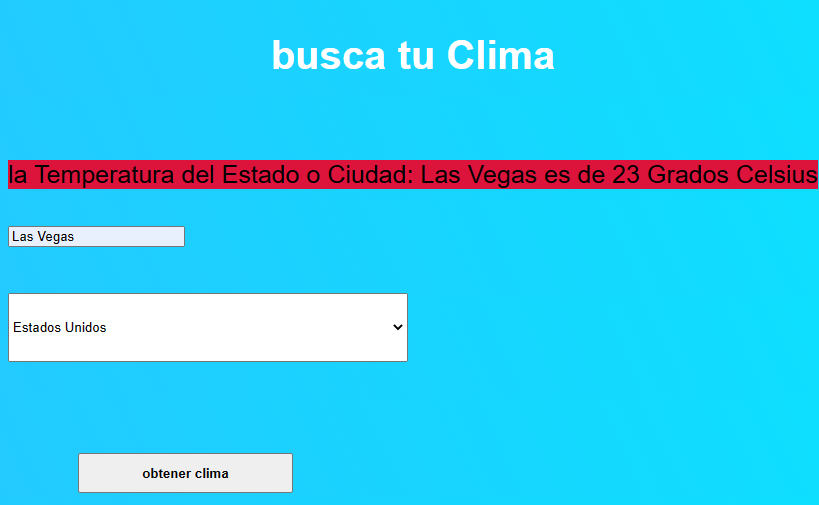 busca tu Clima
la Temperatura del Estado o Ciudad: Las Vegas es de 23 Grados Celsius
Las Vegas
Estados Unidos
obtener clima